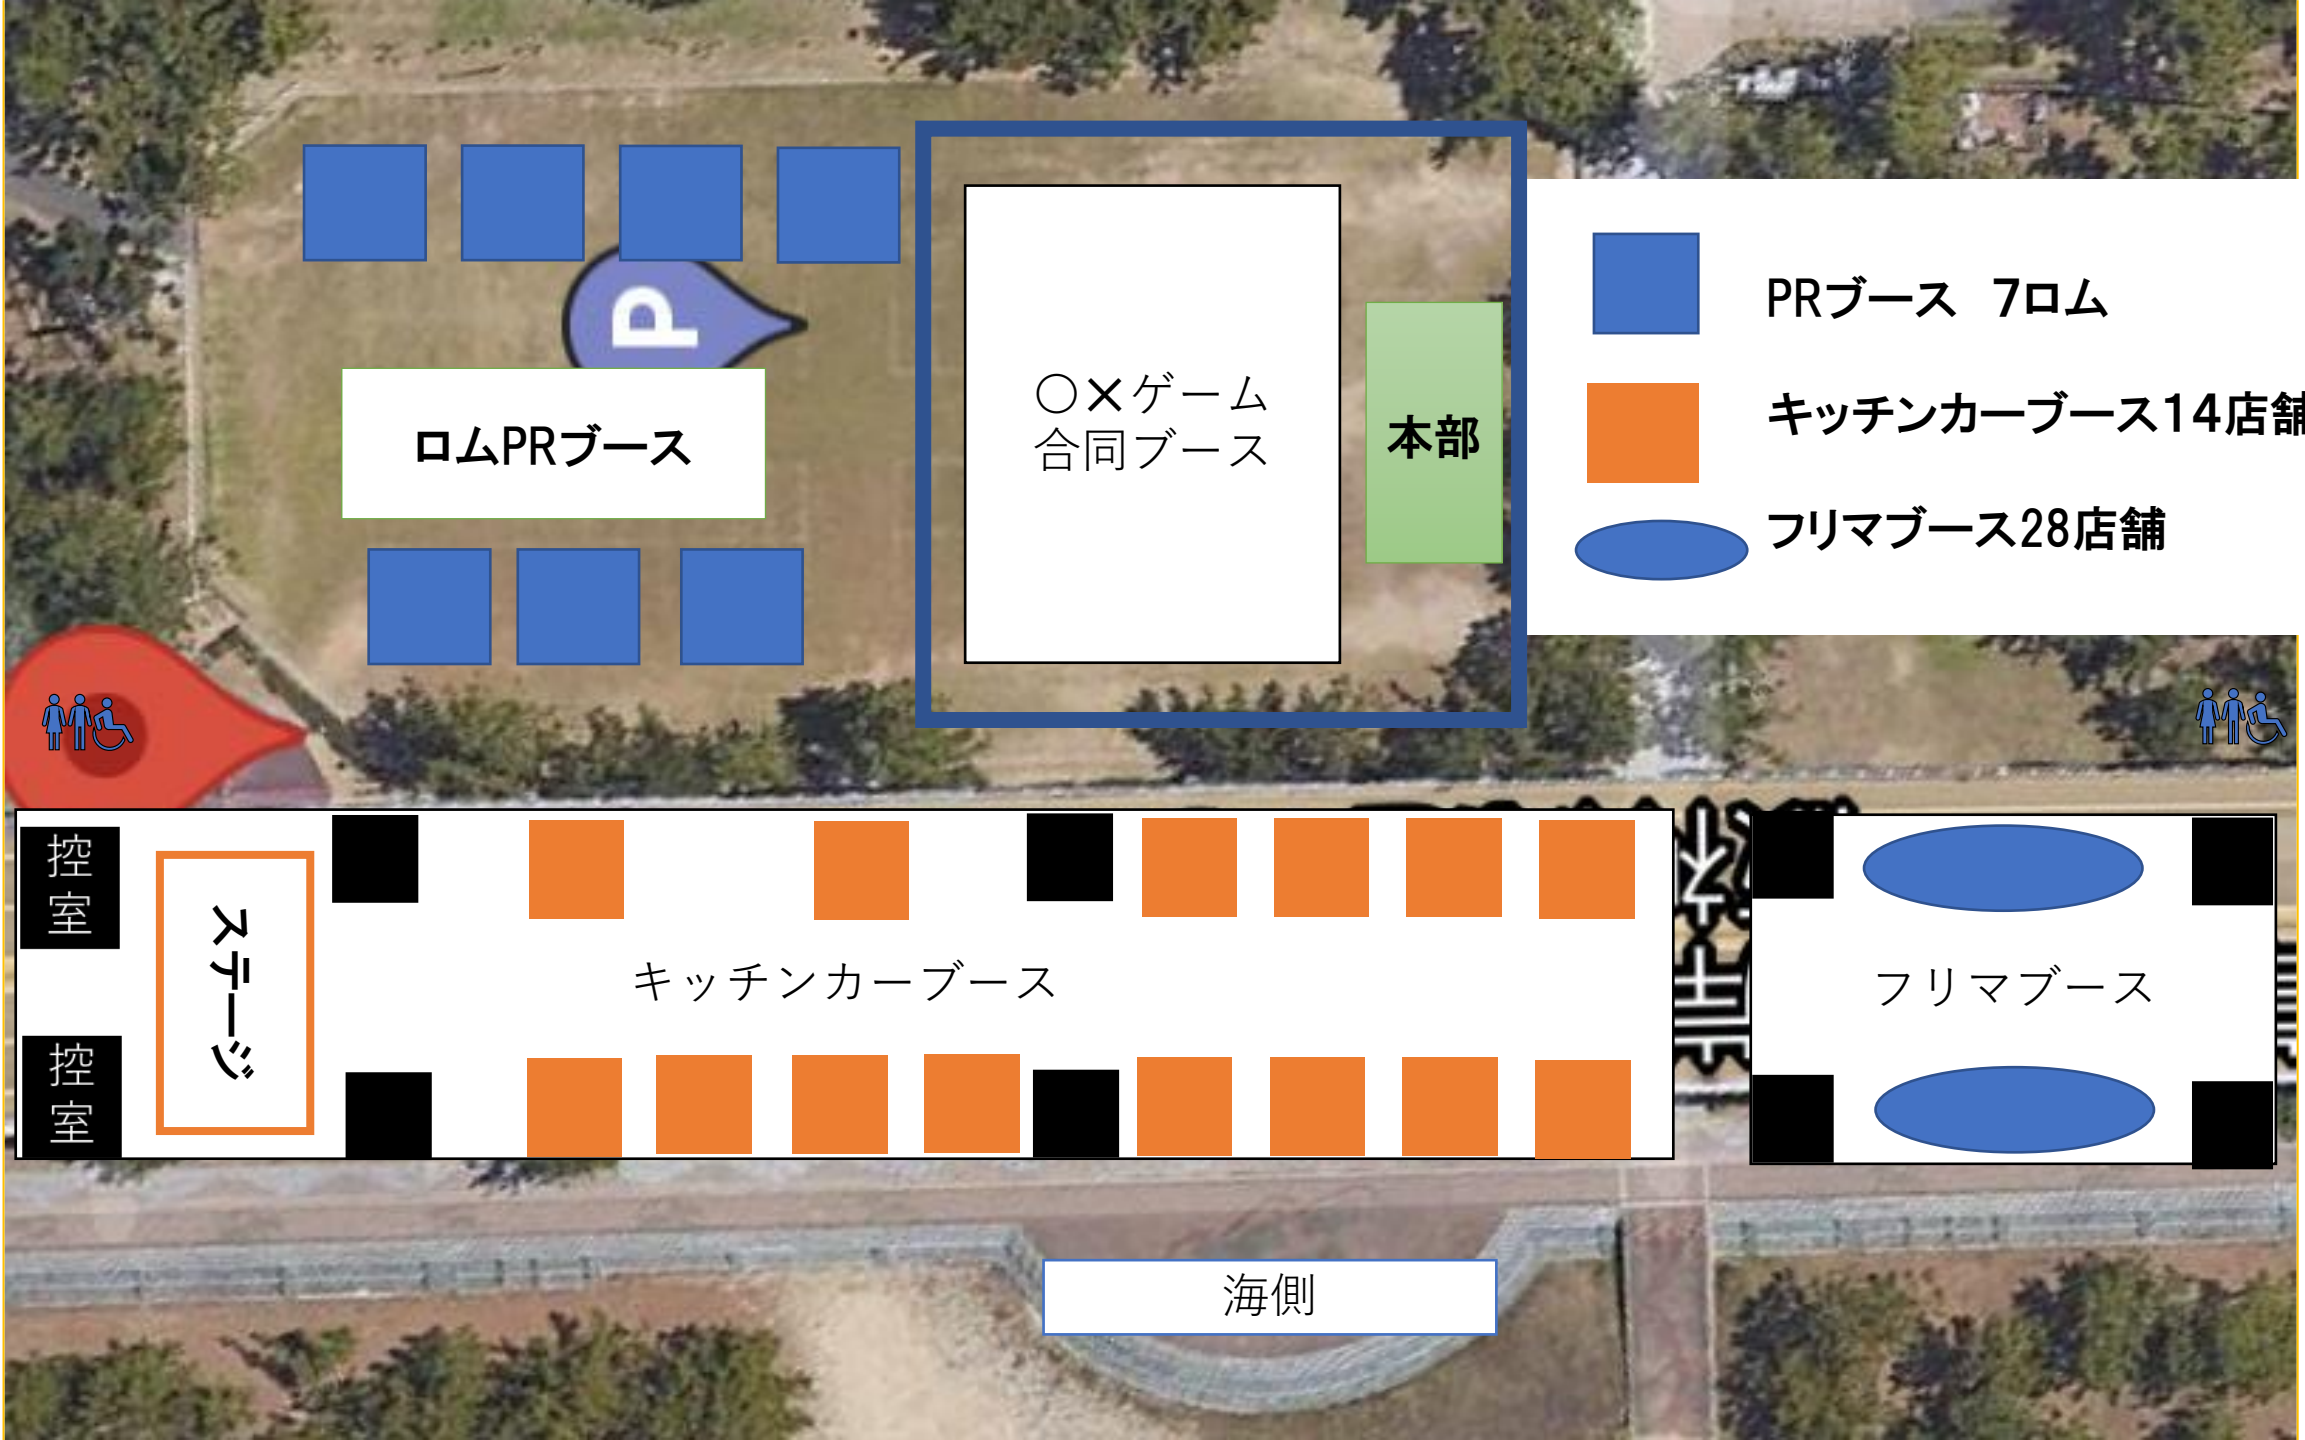 P
PRブース 7ロム
キッチンカーブース14店舗
フリマブース28店舗
○×ゲーム
合同ブース
本部
ロムPRブース
控
室
ステージ
キッチンカーブース
フリマブース
控
室
海側